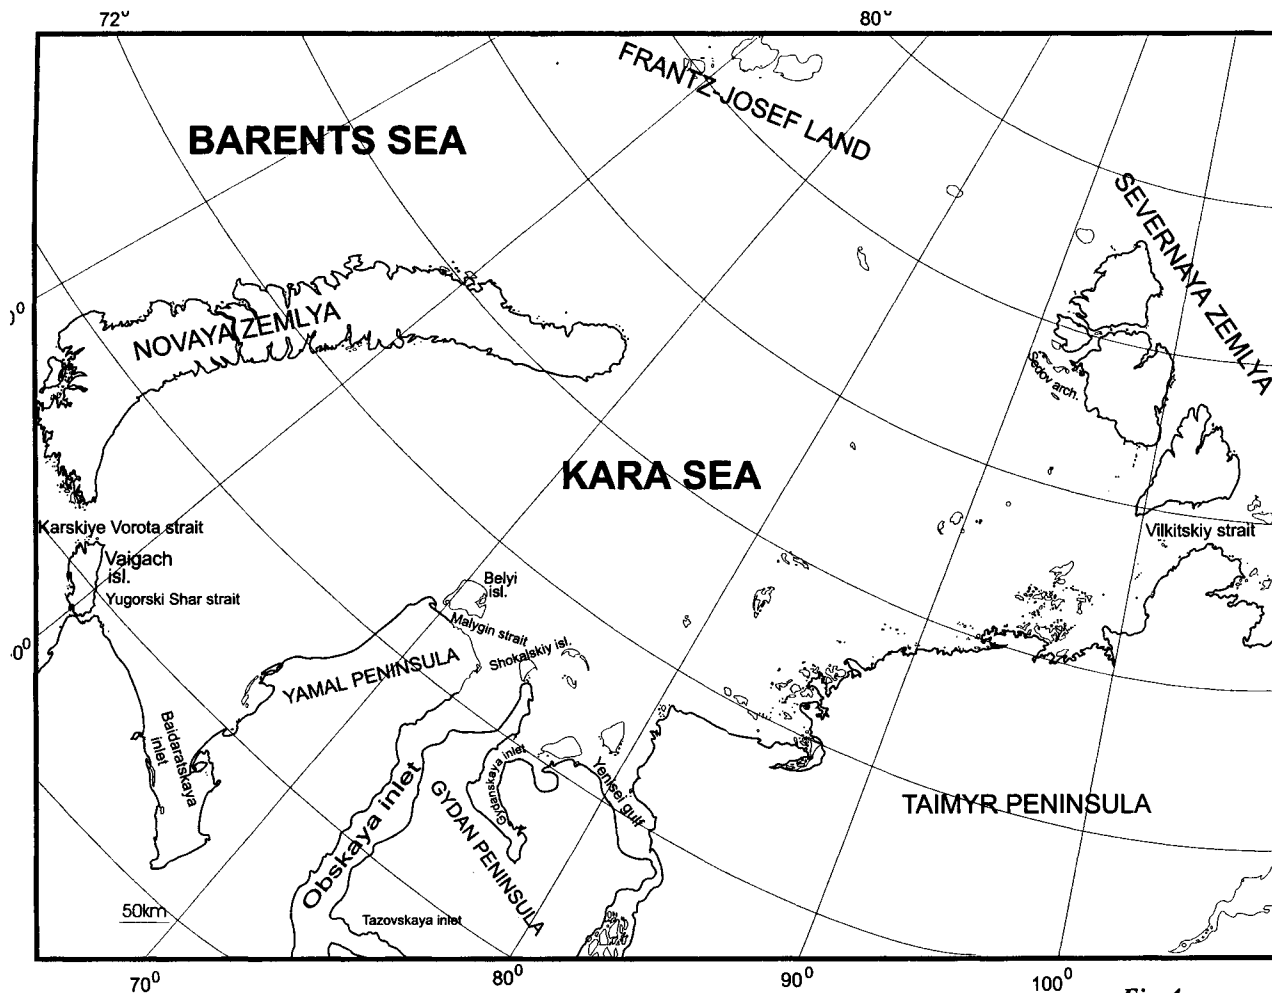 72⁰
80⁰
FRANTZ-JOSEF LAND
BARENTS SEA
SEVERNAYA ZEMLYA
NOVAYA ZEMLYA
Sedov arch.
KARA SEA
Karskiye Vorota strait
Vilkitskiy strait
Vaigach
isl.
Yugorski Shar strait
Belyi
isl.
Malygin strait
Shokalskiy isl.
YAMAL PENINSULA
Baidaratskaya
inlet
Obskaya inlet
Gydanskaya inlet
Yenisei gulf
GYDAN PENINSULA
TAIMYR PENINSULA
50km
Tazovskaya inlet
70⁰
80⁰
90⁰
100⁰